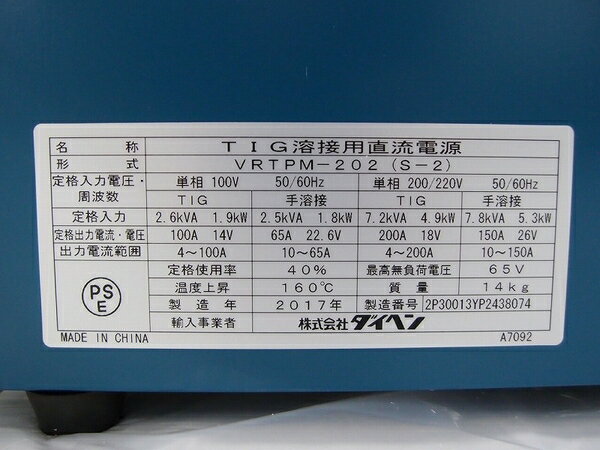 名称 TIG溶接用直流電源
形式 VRTPM-202 (S-2)
定格入力電圧・周波数 単相 100V 50/60Hz 単相 200/220V 50/60Hz
TIG 手溶接 TIG 手溶接
定格入力 2.6kVA 1.9kW 2.5kVA 1.8kW 7.2kVA 4.9kW 7.8kVA 5.3kW
定格出力電流・電圧 100A 14V 65A 22.6V 200A 18V 150A 26V
出力電流範囲 4～100A 10～65A 4～200A 10～150A
定格使用率 40% 最高無負荷電圧 65V
温度上昇 160℃ 質量 14kg
製造年 2017年 製造番号 2P30013YP2438074
輸入事業者 株式会社ダイヘン
PS
E
MADE IN CHINA A7092